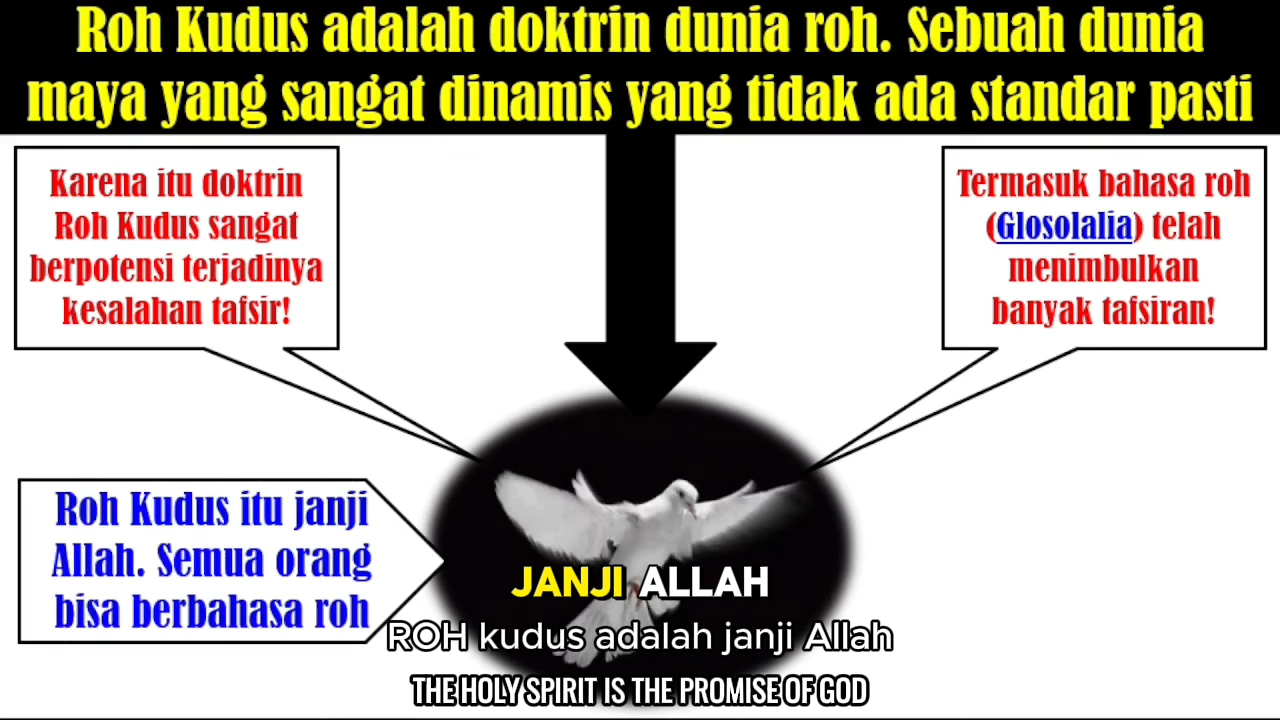 Roh Kudus adalah doktrin dunia roh. Sebuah dunia
maya yang sangat dinamis yang tidak ada standar pasti
Karena itu doktrin
Roh Kudus sangat
berpotensi terjadinya
kesalahan tafsir!
Termasuk bahasa roh
(Glosolalia) telah
menimbulkan
banyak tafsiran!
Roh Kudus itu janji
Allah. Semua orang
bisa berbahasa roh
JANJI ALLAH
ROH kudus adalah janji Allah
THE HOLY SPIRIT IS THE PROMISE OF GOD